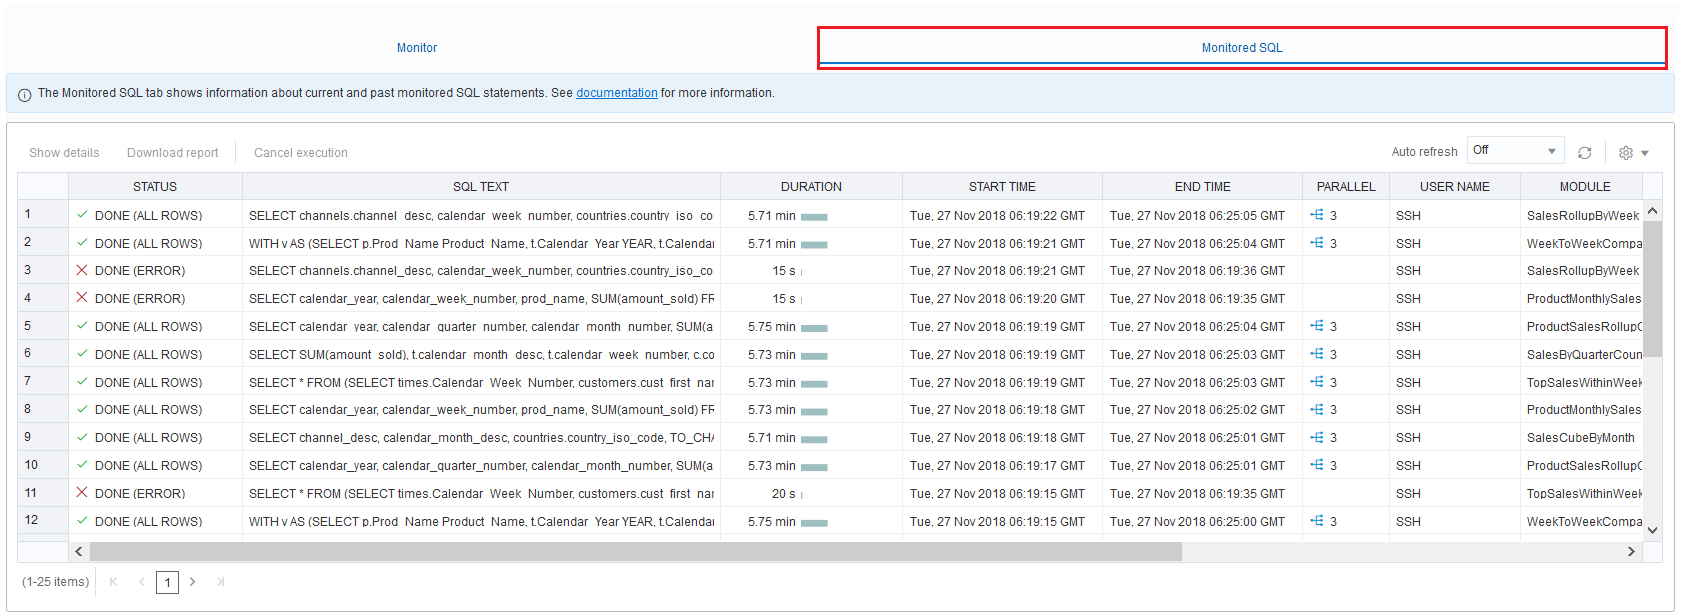 Monitor Monitored SQL
The Monitored SQL tab shows information about current and past monitored SQL statements. See documentation for more information.
Show details Download report Cancel execution Auto refresh Off
STATUS SQL TEXT DURATION START TIME END TIME PARALLEL USER NAME MODULE
1 DONE (ALL ROWS) SELECT channels.channel_desc, calendar_week_number, countries.country_iso_co 5.71 min Tue, 27 Nov 2018 06:19:22 GMT Tue, 27 Nov 2018 06:25:05 GMT 3 SSH SalesRollupByWeek
2 DONE (ALL ROWS) WITH v AS (SELECT p.Prod_Name Product_Name, t.Calendar_Year YEAR, t.Calendar 5.71 min Tue, 27 Nov 2018 06:19:21 GMT Tue, 27 Nov 2018 06:25:04 GMT 3 SSH WeekToWeekCompa
3 DONE (ERROR) SELECT channels.channel_desc, calendar_week_number, countries.country_iso_co 15 s Tue, 27 Nov 2018 06:19:21 GMT Tue, 27 Nov 2018 06:19:36 GMT SSH SalesRollupByWeek
4 DONE (ERROR) SELECT calendar_year, calendar_week_number, prod_name, SUM(amount_sold) FR 15 s Tue, 27 Nov 2018 06:19:20 GMT Tue, 27 Nov 2018 06:19:35 GMT SSH ProductMonthlySales
5 DONE (ALL ROWS) SELECT calendar_year, calendar_quarter_number, calendar_month_number, SUM(a 5.75 min Tue, 27 Nov 2018 06:19:19 GMT Tue, 27 Nov 2018 06:25:04 GMT 3 SSH ProductSalesRollupC
6 DONE (ALL ROWS) SELECT SUM(amount_sold), t.calendar_month_desc, t.calendar_week_number, c.co 5.73 min Tue, 27 Nov 2018 06:19:19 GMT Tue, 27 Nov 2018 06:25:03 GMT 3 SSH SalesByQuarterCoun
7 DONE (ALL ROWS) SELECT * FROM (SELECT times.Calendar_Week_Number, customers.cust_first_nar 5.73 min Tue, 27 Nov 2018 06:19:19 GMT Tue, 27 Nov 2018 06:25:03 GMT 3 SSH TopSalesWithinWeek
8 DONE (ALL ROWS) SELECT calendar_year, calendar_week_number, prod_name, SUM(amount_sold) FR 5.73 min Tue, 27 Nov 2018 06:19:18 GMT Tue, 27 Nov 2018 06:25:02 GMT 3 SSH ProductMonthlySales
9 DONE (ALL ROWS) SELECT channel_desc, calendar_month_desc, countries.country_iso_code, TO_CHA 5.71 min Tue, 27 Nov 2018 06:19:18 GMT Tue, 27 Nov 2018 06:25:01 GMT 3 SSH SalesCubeByMonth
10 DONE (ALL ROWS) SELECT calendar_year, calendar_quarter_number, calendar_month_number, SUM(a 5.73 min Tue, 27 Nov 2018 06:19:17 GMT Tue, 27 Nov 2018 06:25:01 GMT 3 SSH ProductSalesRollupC
11 DONE (ERROR) SELECT * FROM (SELECT times.Calendar_Week_Number, customers.cust_first_nar 20 s Tue, 27 Nov 2018 06:19:15 GMT Tue, 27 Nov 2018 06:19:35 GMT SSH TopSalesWithinWeek
12 DONE (ALL ROWS) WITH v AS (SELECT p.Prod_Name Product_Name, t.Calendar_Year YEAR, t.Calendar 5.75 min Tue, 27 Nov 2018 06:19:15 GMT Tue, 27 Nov 2018 06:25:00 GMT 3 SSH WeekToWeekCompa
(1-25 items) 1